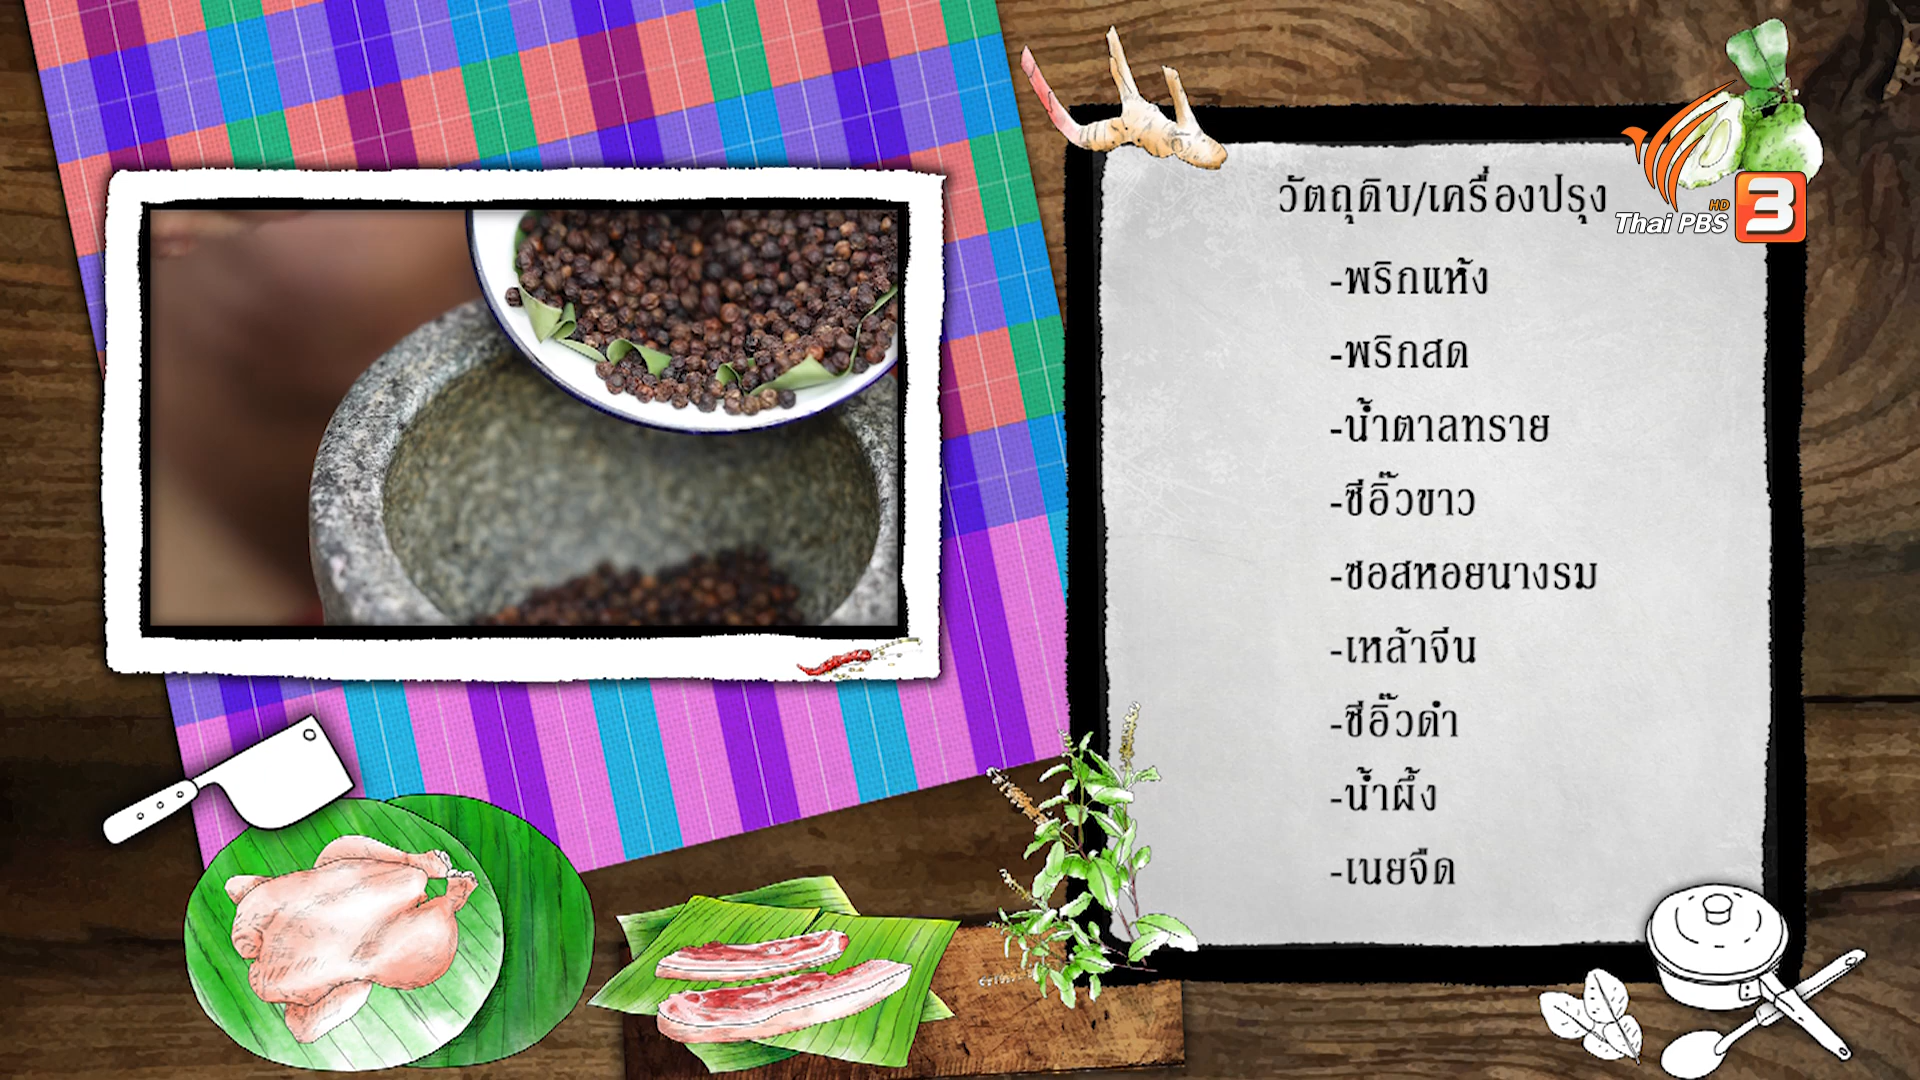 วัตถุดิบ/เครื่องปรุง
-พริกแห้ง
-พริกสด
-น้ำตาลทราย
-ซีอิ๊วขาว
-ซอสหอยนางรม
-เหล้าจีน
-ซีอิ๊วดำ
-น้ำผึ้ง
-เนยจืด
HD
Thai PBS 3